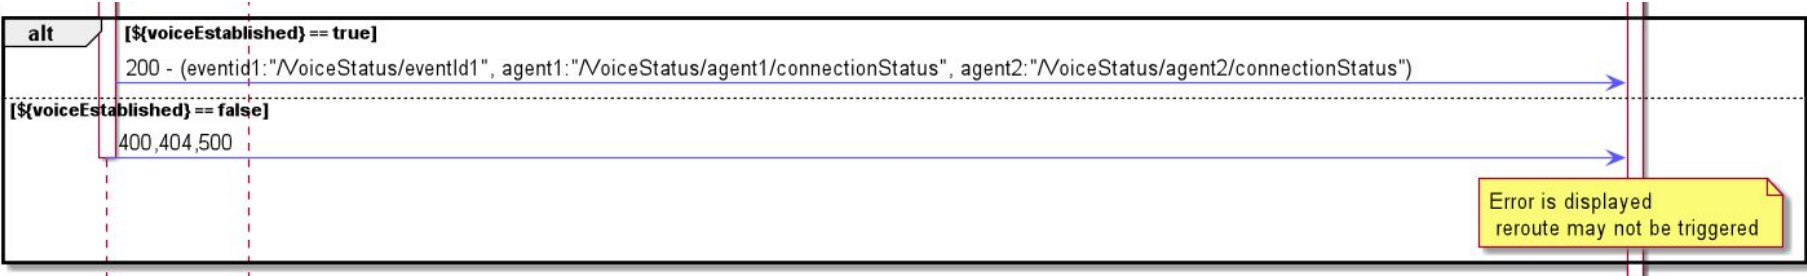 alt
[${voiceEstablished} == true]
200 - (eventid1:"/VoiceStatus/eventId1", agent1:"/VoiceStatus/agent1/connectionStatus", agent2:"/VoiceStatus/agent2/connectionStatus")
[${voiceEstablished} == false]
400,404,500
Error is displayed
reroute may not be triggered